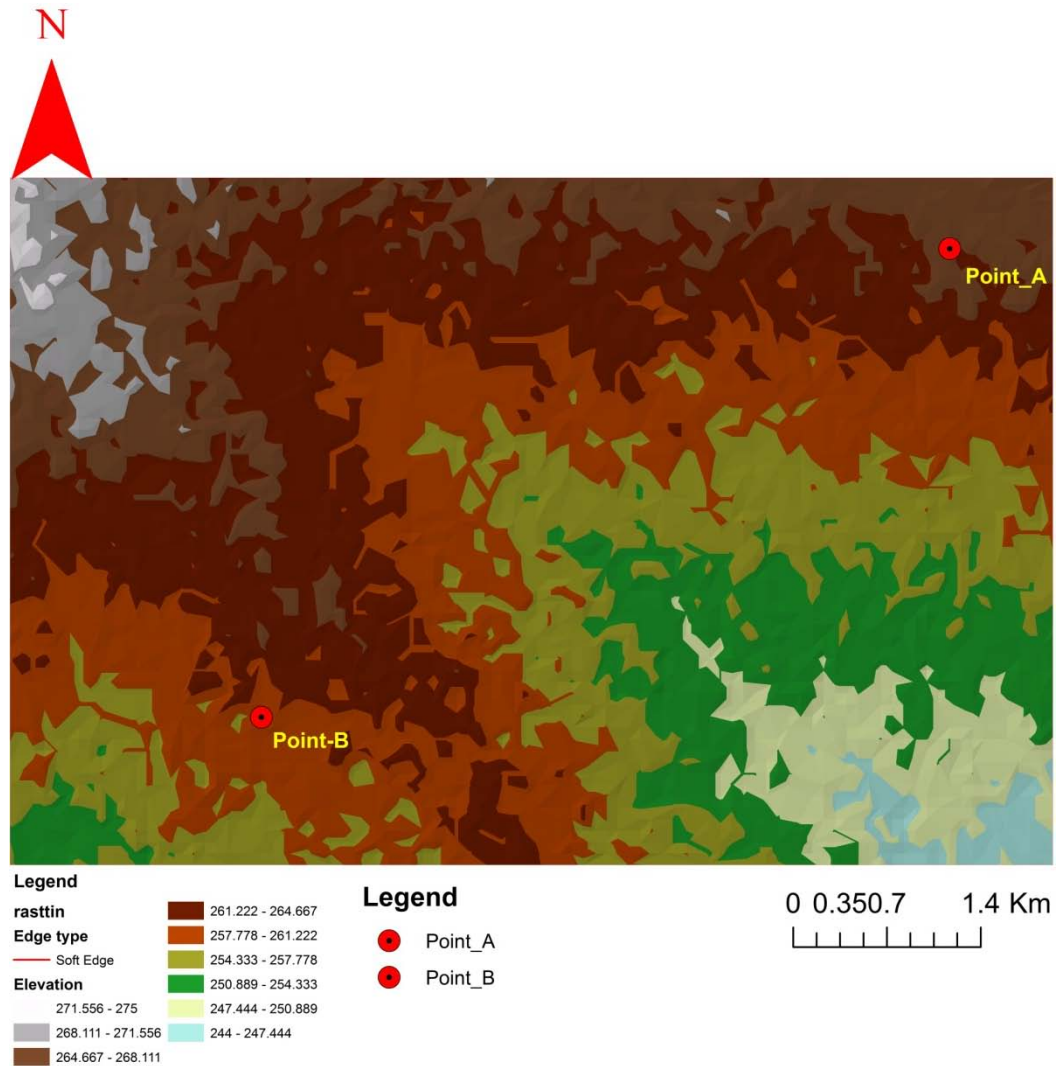 N
Point_A
Point-B
Legend
rasttin
Edge type
Soft Edge
Elevation
271.556 - 275
268.111 - 271.556
264.667 - 268.111
261.222 - 264.667
257.778 - 261.222
254.333 - 257.778
250.889 - 254.333
247.444 - 250.889
244 - 247.444
Legend
Point_A
Point_B
0 0.350.7 1.4 Km